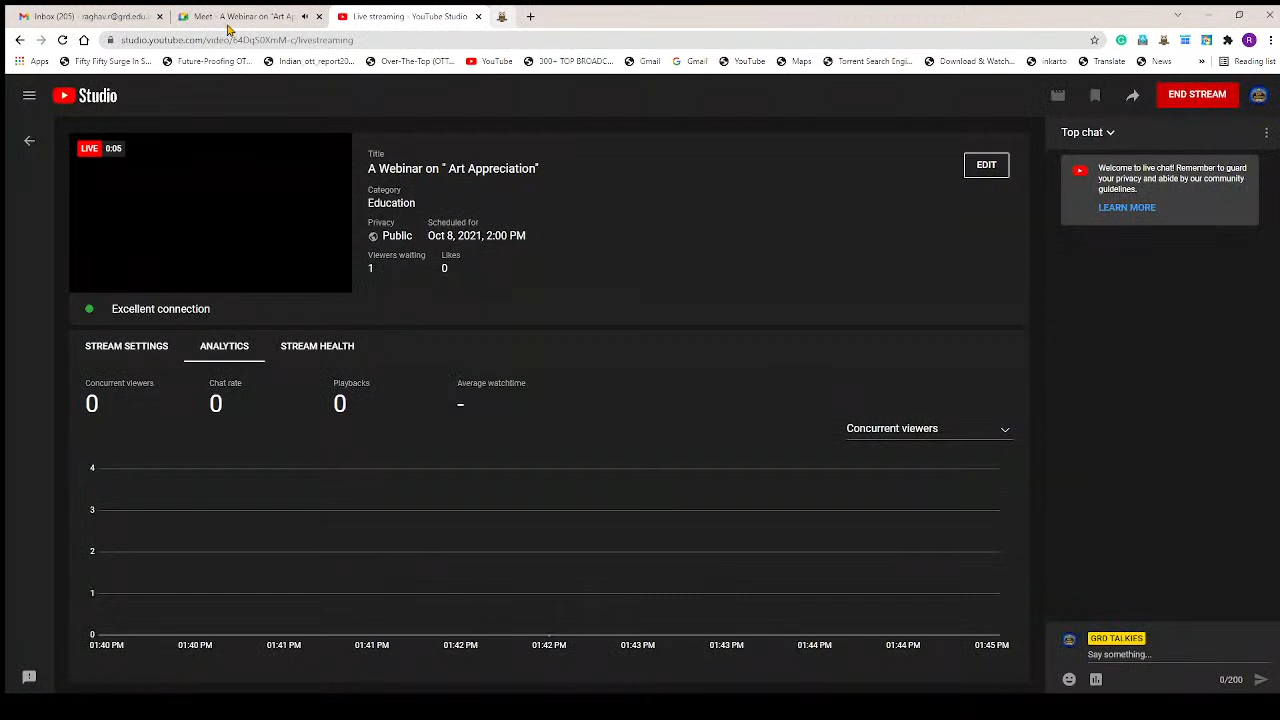 Inbox (205) - raghav.r@grd.edu.i
Meet - A Webinar on "Art Ap
Live streaming - YouTube Studio
studio.youtube.com/video/64DqS0XmM-c/livestreaming
Apps
Fifty Fifty Surge In S...
Future-Proofing OT...
Indian_ott_report20...
Over-The-Top (OTT...
YouTube
300+ TOP BROADC...
Gmail
Gmail
YouTube
Maps
Torrent Search Engi...
Download & Watch...
inkarto
Translate
News
»
Reading list
Studio
END STREAM
LIVE 0:05
Title
A Webinar on " Art Appreciation"
EDIT
Category
Education
Privacy
Scheduled for
Public
Oct 8, 2021, 2:00 PM
Viewers waiting
Likes
1
0
Excellent connection
Top chat
Welcome to live chat! Remember to guard
your privacy and abide by our community
guidelines.
LEARN MORE
STREAM SETTINGS
ANALYTICS
STREAM HEALTH
Concurrent viewers
Chat rate
Playbacks
Average watchtime
0
0
0
-
Concurrent viewers
4
3
2
1
0
01:40 PM
01:40 PM
01:41 PM
01:41 PM
01:42 PM
01:42 PM
01:43 PM
01:43 PM
01:44 PM
01:44 PM
01:45 PM
GRD TALKIES
Say something...
0/200